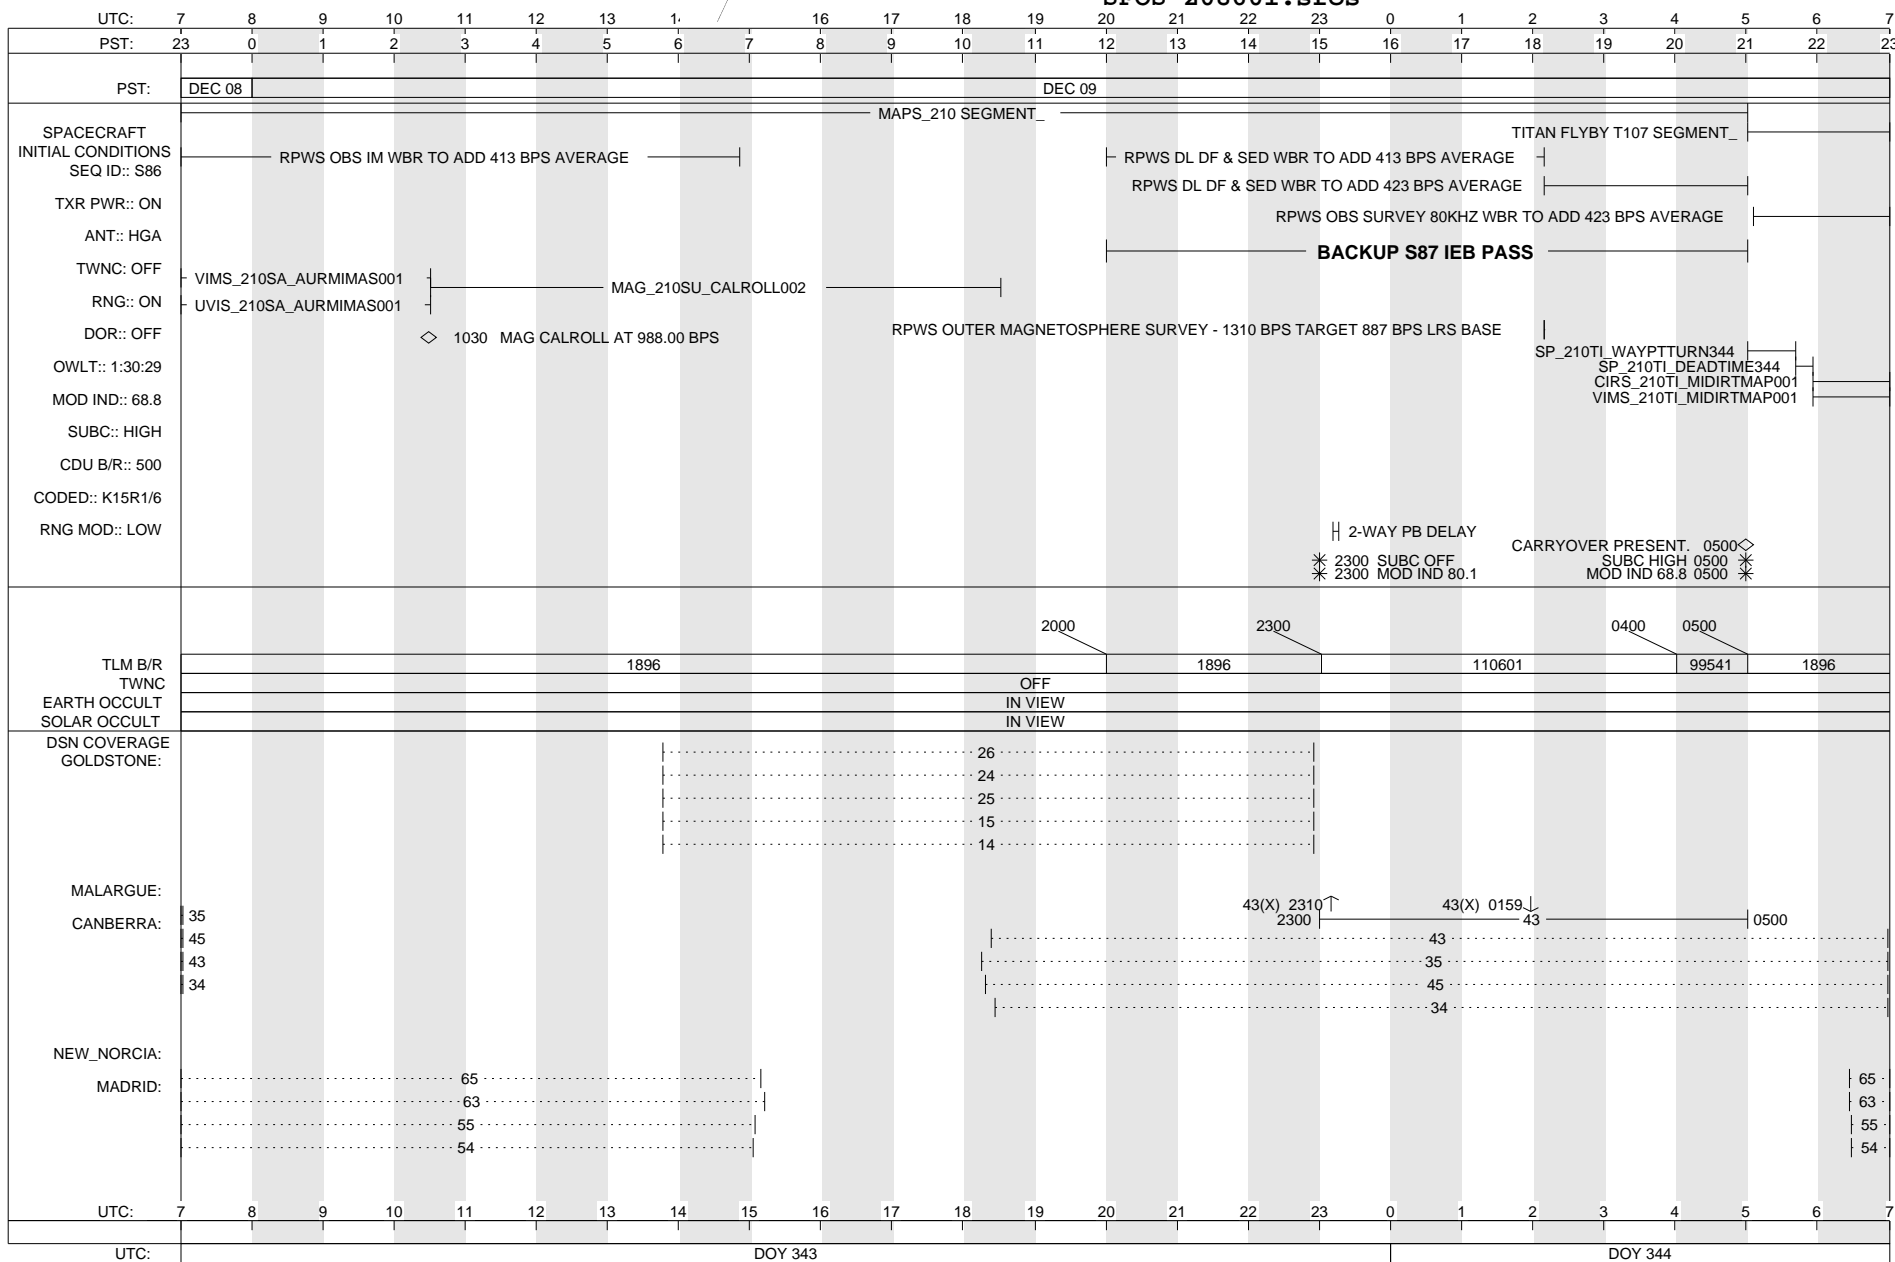 UTC: 7 8 9 10 11 12 13 16 17 18 19 20 21 22 23 0 1 2 3 4 5 6 7
PST: 23 0 1 2 3 4 5 6 7 8 9 10 11 12 13 14 15 16 17 18 19 20 21 22 23
PST: DEC 08 DEC 09
MAPS_210 SEGMENT_
SPACECRAFT TITAN FLYBY T107 SEGMENT_
INITIAL CONDITIONS RPWS OBS IM WBR TO ADD 413 BPS AVERAGE RPWS DL DF & SED WBR TO ADD 413 BPS AVERAGE
SEQ ID:: S86
RPWS DL DF & SED WBR TO ADD 423 BPS AVERAGE
TXR PWR:: ON
RPWS OBS SURVEY 80KHZ WBR TO ADD 423 BPS AVERAGE
ANT:: HGA
BACKUP S87 IEB PASS
TWNC: OFF
VIMS_210SA_AURMIMAS001
MAG_210SU_CALROLL002
RNG:: ON UVIS_210SA_AURMIMAS001
DOR:: OFF 1030 MAG CALROLL AT 988.00 BPS RPWS OUTER MAGNETOSPHERE SURVEY - 1310 BPS TARGET 887 BPS LRS BASE
SP_210TI_WAYPTTURN344
OWLT:: 1:30:29 SP_210TI_DEADTIME344
CIRS_210TI_MIDIRTMAP001
MOD IND:: 68.8 VIMS_210TI_MIDIRTMAP001
SUBC:: HIGH
CDU B/R:: 500
CODED:: K15R1/6
RNG MOD:: LOW 2-WAY PB DELAY
CARRYOVER PRESENT. 0500
2300 SUBC OFF SUBC HIGH 0500
2300 MOD IND 80.1 MOD IND 68.8 0500
2000 2300 0400 0500
TLM B/R 1896 1896 110601 99541 1896
TWNC OFF
EARTH OCCULT IN VIEW
SOLAR OCCULT IN VIEW
DSN COVERAGE
GOLDSTONE: 26
24
25
15
14
MALARGUE:
43(X) 2310 43(X) 0159
CANBERRA: 35 2300 43 0500
45 43
43 35
34 45
34
NEW_NORCIA:
MADRID: 65 65
63 63
55 55
54 54
UTC: 7 8 9 10 11 12 13 14 15 16 17 18 19 20 21 22 23 0 1 2 3 4 5 6 7
UTC: DOY 343 DOY 344